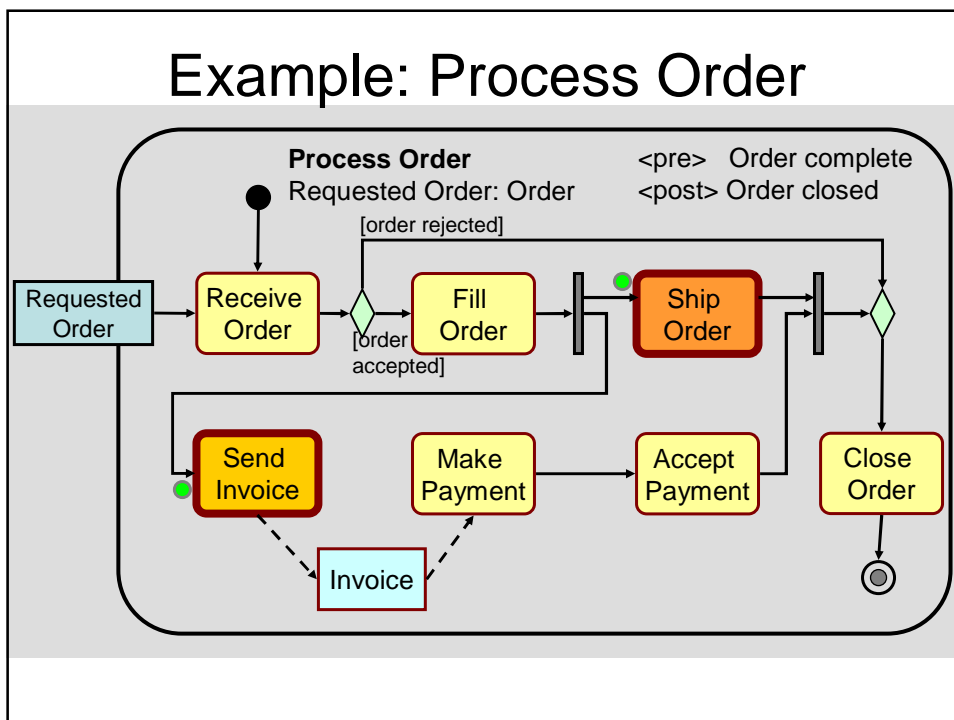 Example: Process Order
Process Order
<pre> Order complete
Requested Order: Order
<post> Order closed
[order rejected]
Requested
Order
Receive
Order
Fill
Order
Ship
Order
[order
accepted]
Send
Invoice
Make
Payment
Accept
Payment
Close
Order
Invoice